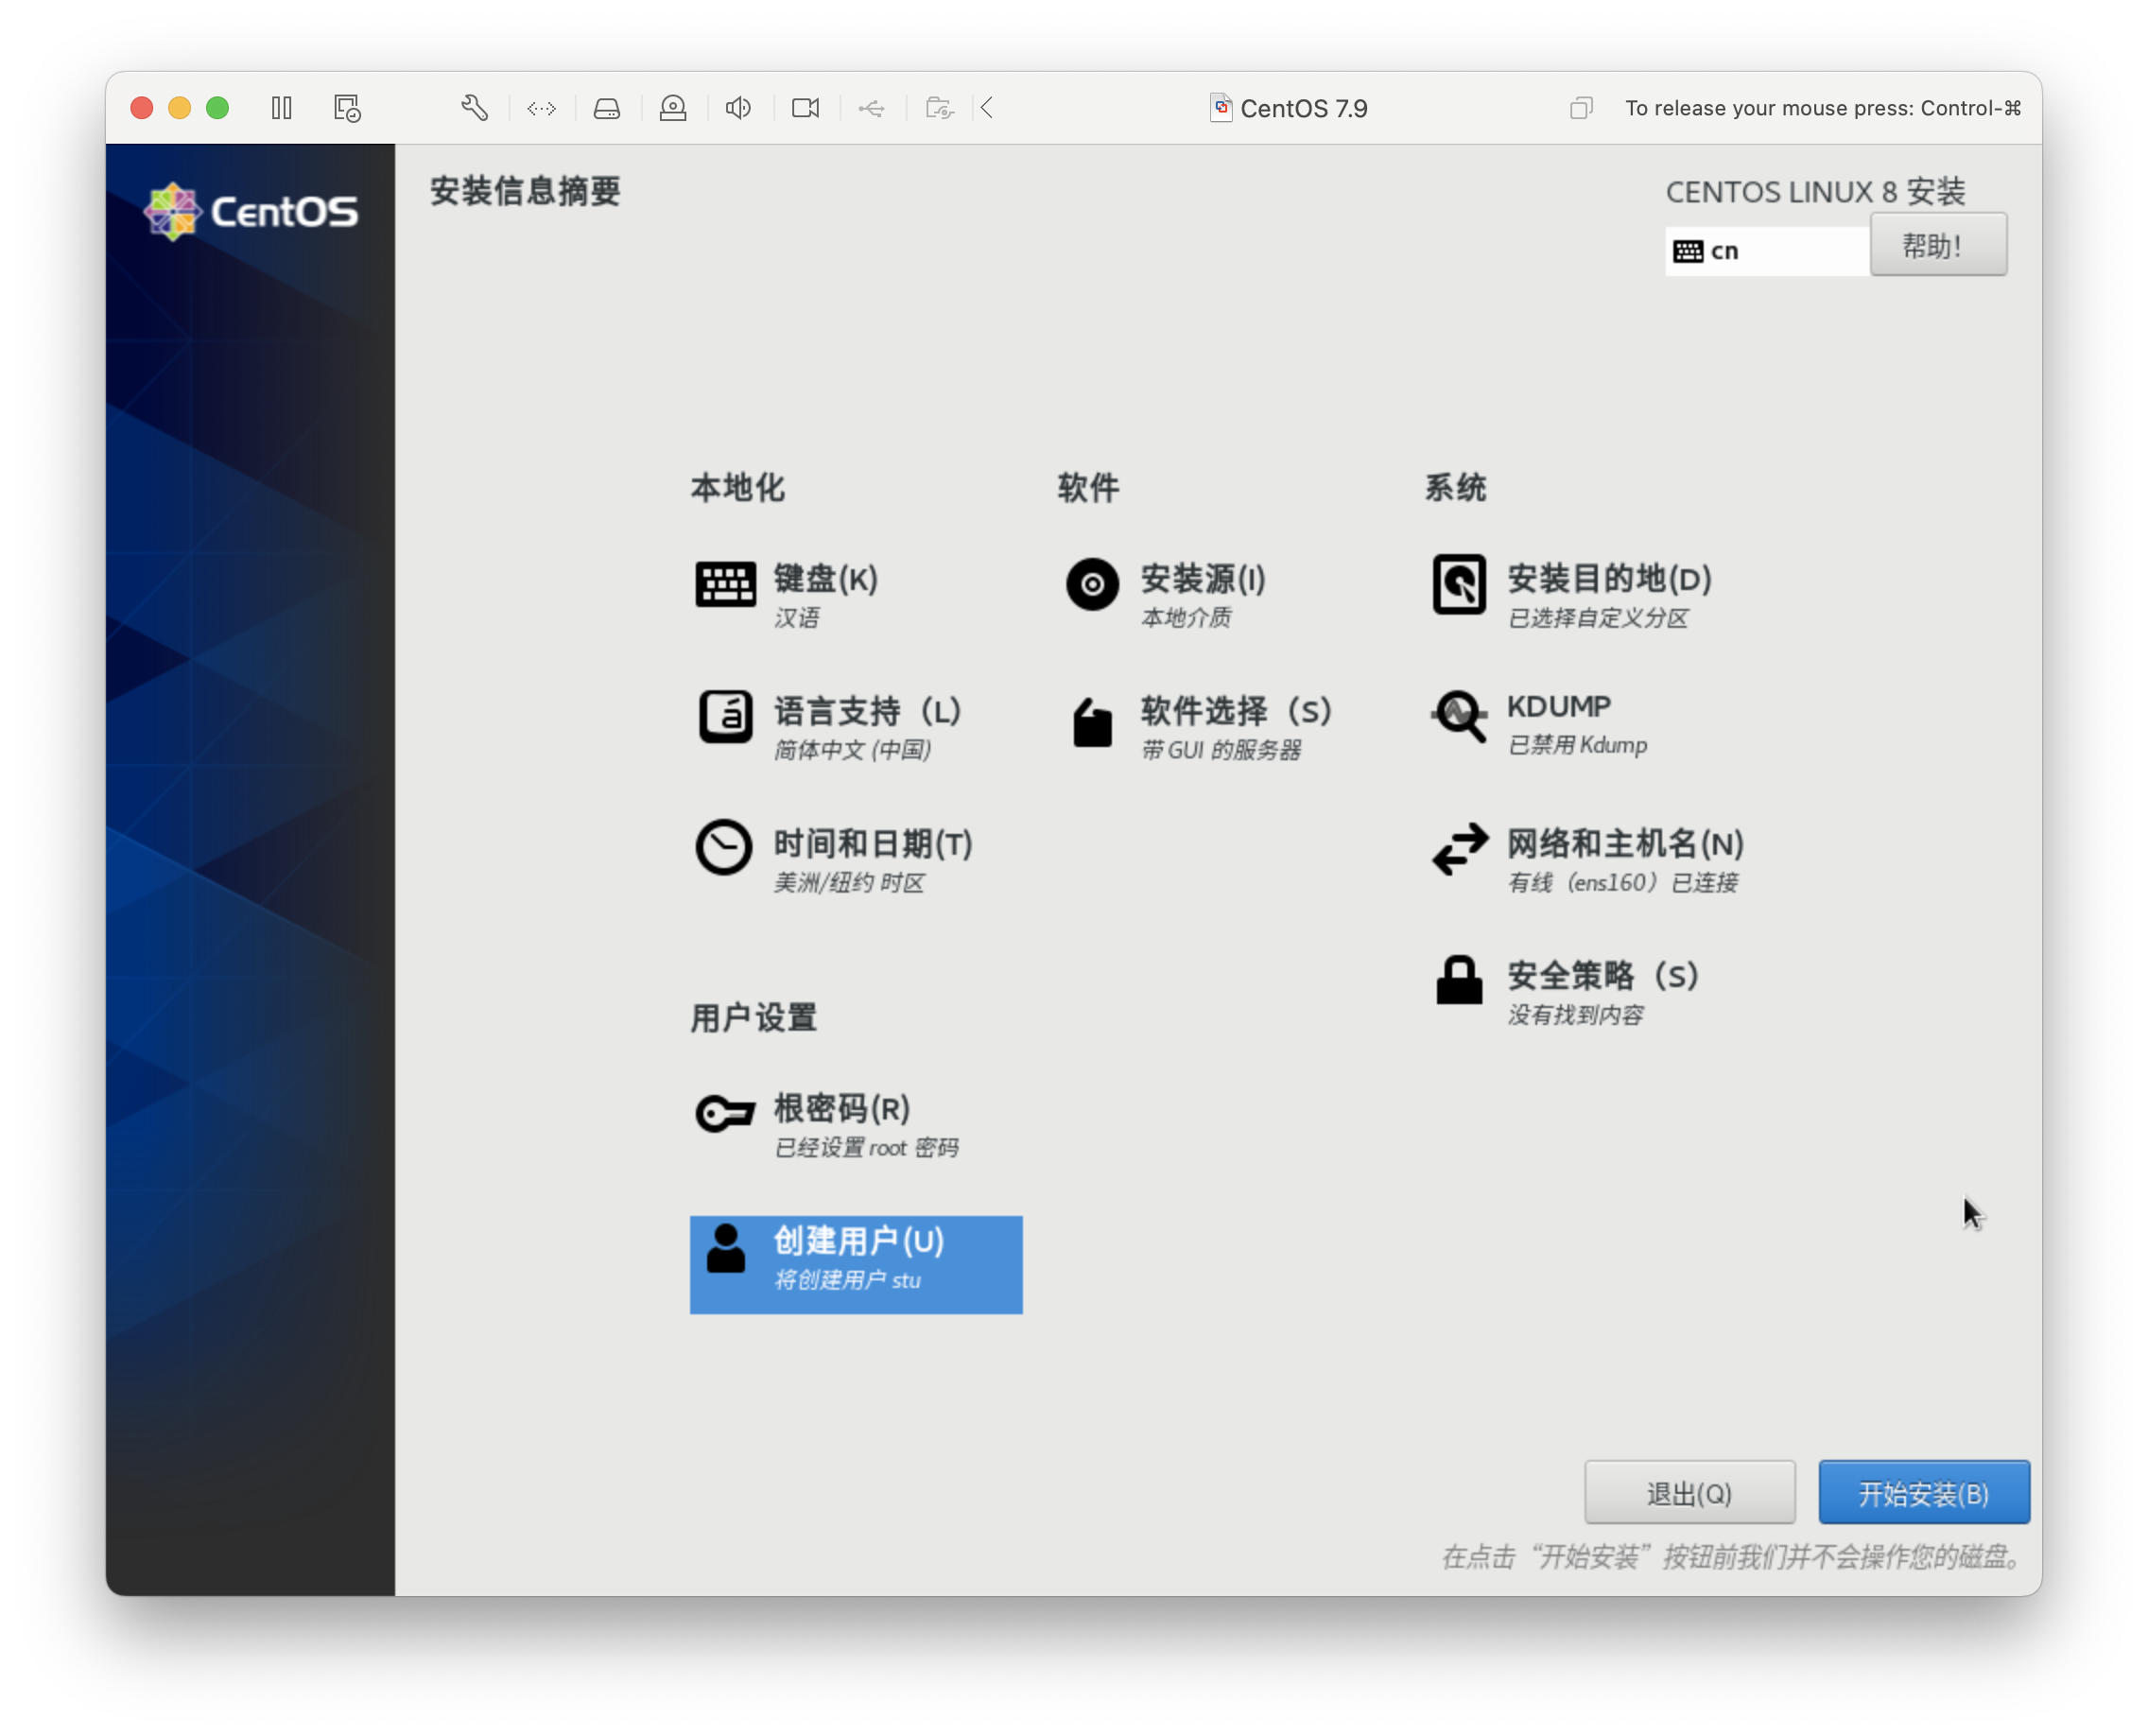 CentOS 7.9
To release your mouse press: Control-⌘
CentOS
安装信息摘要
CENTOS LINUX 8 安装
cn
帮助!
本地化
键盘(K)
汉语
语言支持（L）
简体中文 (中国)
时间和日期(T)
美洲/纽约 时区
软件
安装源(I)
本地介质
软件选择（S）
带 GUI 的服务器
系统
安装目的地(D)
已选择自定义分区
KDUMP
已禁用 Kdump
网络和主机名(N)
有线（ens160）已连接
安全策略（S）
没有找到内容
用户设置
根密码(R)
已经设置 root 密码
创建用户(U)
将创建用户 stu
退出(Q)
开始安装(B)
在点击“开始安装”按钮前我们并不会操作您的磁盘。